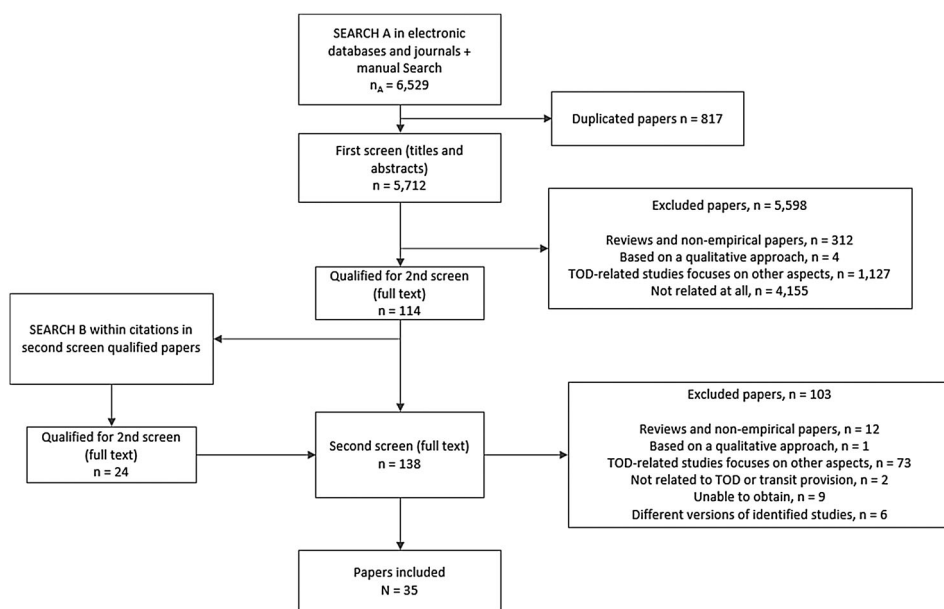 SEARCH A in electronic
databases and journals +
manual Search
nA = 6,529
Duplicated papers n = 817
First screen (titles and
abstracts)
n = 5,712
Excluded papers, n = 5,598
Reviews and non-empirical papers, n = 312
Based on a qualitative approach, n = 4
TOD-related studies focuses on other aspects, n = 1,127
Not related at all, n = 4,155
Qualified for 2nd screen
(full text)
n = 114
SEARCH B within citations in
second screen qualified papers
Qualified for 2nd screen
(full text)
n = 24
Second screen (full text)
n = 138
Excluded papers, n = 103
Reviews and non-empirical papers, n = 12
Based on a qualitative approach, n = 1
TOD-related studies focuses on other aspects, n = 73
Not related to TOD or transit provision, n = 2
Unable to obtain, n = 9
Different versions of identified studies, n = 6
Papers included
N = 35